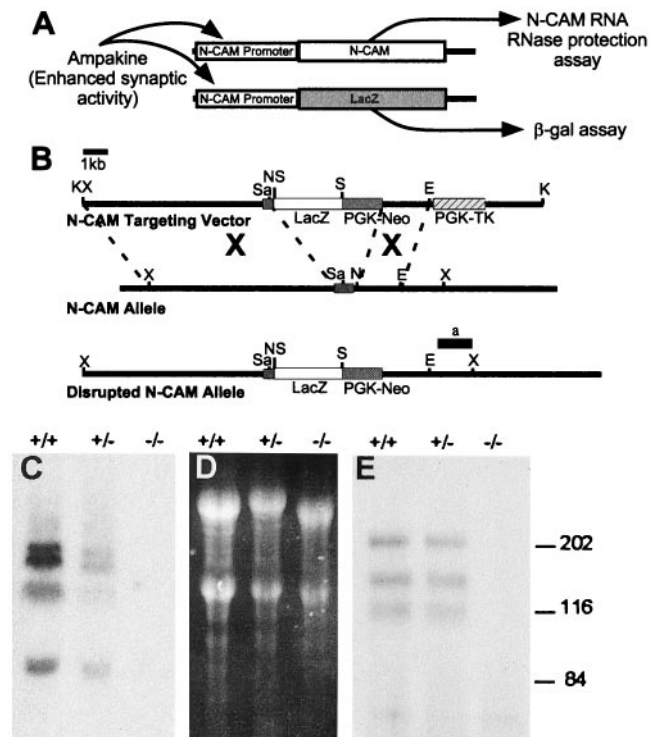 A
Ampakine
(Enhanced synaptic
activity)
N-CAM Promoter N-CAM
N-CAM RNA
RNase protection
assay
N-CAM Promoter LacZ
β-gal assay
B
1kb
KX Sa NS S E K
LacZ PGK-Neo PGK-TK
N-CAM Targeting Vector
X X
X Sa N E X
N-CAM Allele
a
X Sa NS S E X
LacZ PGK-Neo
Disrupted N-CAM Allele
+/+ +/- -/- +/+ +/- -/- +/+ +/- -/-
C D E
202
116
84